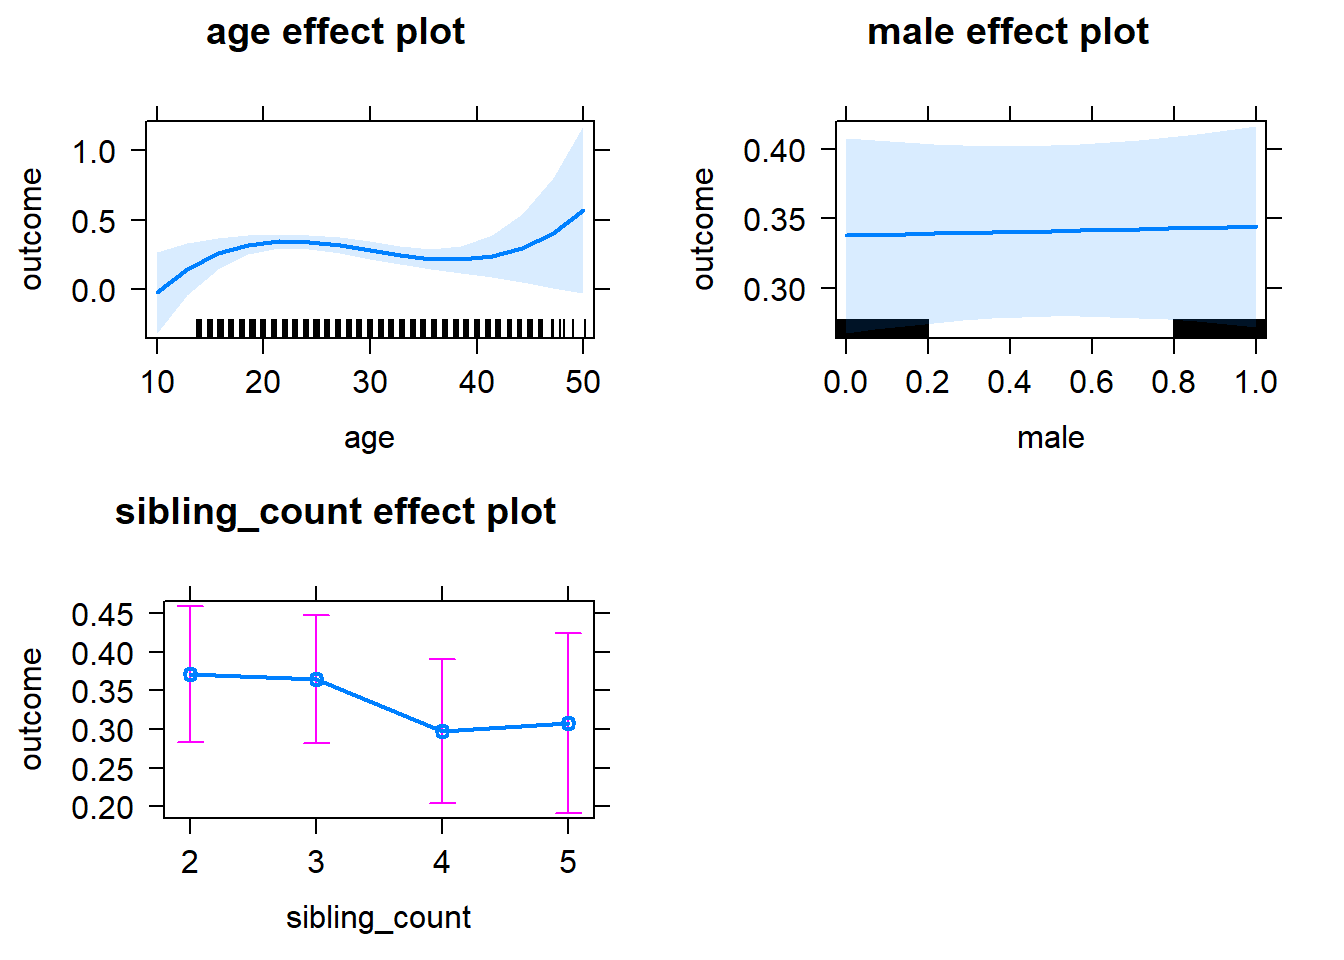 age effect plot
outcome
1.0
0.5
0.0
10 20 30 40 50
age
male effect plot
outcome
0.40
0.35
0.30
0.0 0.2 0.4 0.6 0.8 1.0
male
sibling_count effect plot
outcome
0.45
0.40
0.35
0.30
0.25
0.20
2 3 4 5
sibling_count